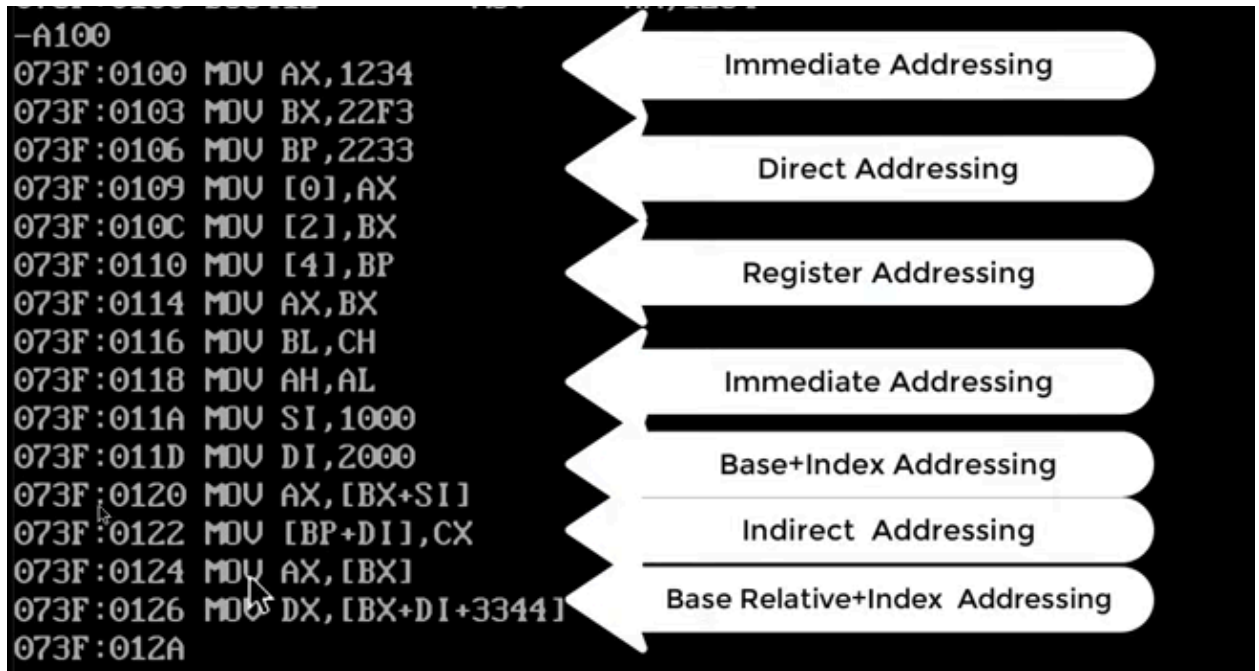 -A100
073F:0100 MOV AX,1234
073F:0103 MOV BX,22F3
073F:0106 MOV BP,2233
073F:0109 MOV [0],AX
073F:010C MOV [2],BX
073F:0110 MOV [4],BP
073F:0114 MOV AX,BX
073F:0116 MOV BL,CH
073F:0118 MOV AH,AL
073F:011A MOV SI,1000
073F:011D MOV DI,2000
073F:0120 MOV AX,[BX+SI]
073F:0122 MOV [BP+DI],CX
073F:0124 MOV AX,[BX]
073F:0126 MOV DX,[BX+DI+3344]
073F:012A
Immediate Addressing
Direct Addressing
Register Addressing
Immediate Addressing
Base+Index Addressing
Indirect Addressing
Base Relative+Index Addressing